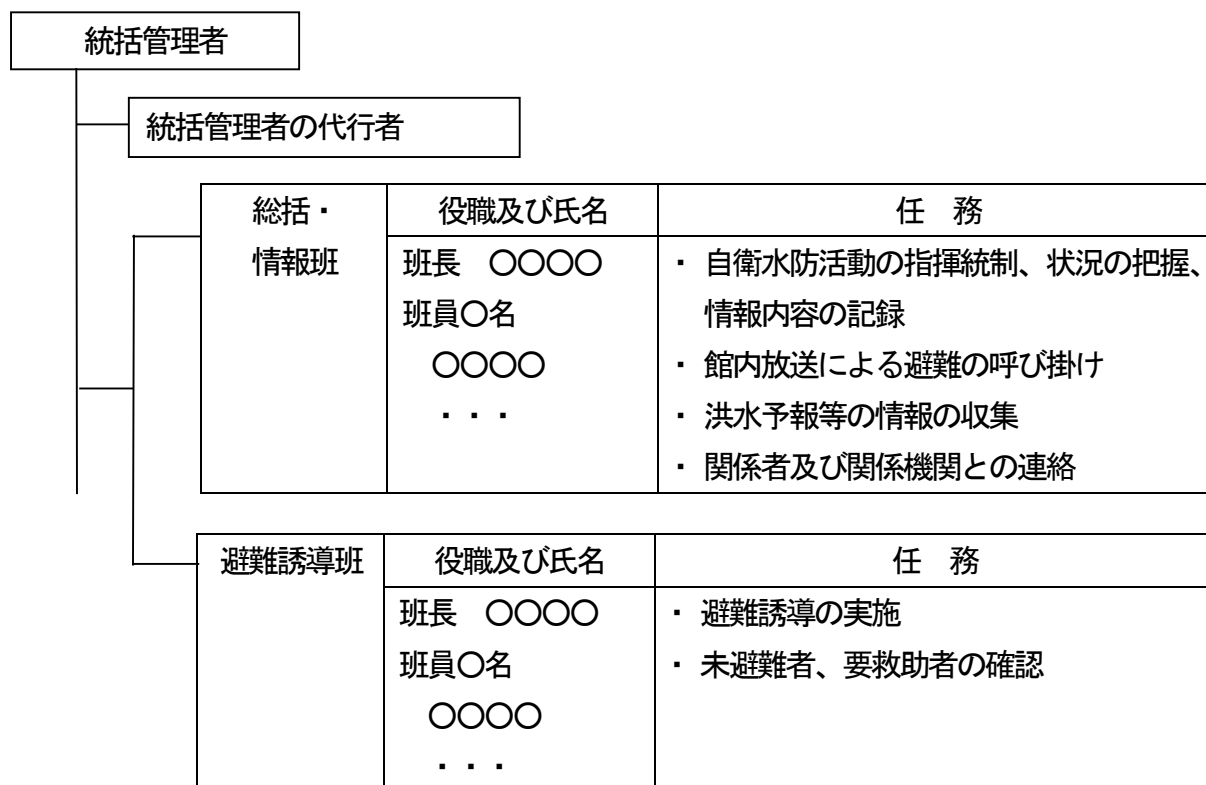 統括管理者
統括管理者の代行者
総括・
情報班
役職及び氏名
任 務
班長 〇〇〇〇
班員〇名
〇〇〇〇
・・・
・ 自衛水防活動の指揮統制、状況の把握、
情報内容の記録
・ 館内放送による避難の呼び掛け
・ 洪水予報等の情報の収集
・ 関係者及び関係機関との連絡
避難誘導班
役職及び氏名
任 務
班長 〇〇〇〇
班員〇名
〇〇〇〇
・・・
・ 避難誘導の実施
・ 未避難者、要救助者の確認